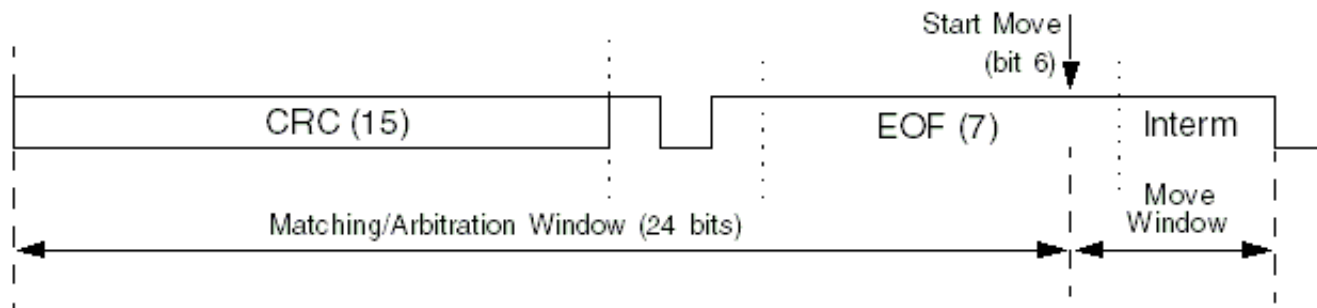 Start Move
(bit 6)
CRC (15)
EOF (7)
Interm
Matching/Arbitration Window (24 bits)
Move
Window